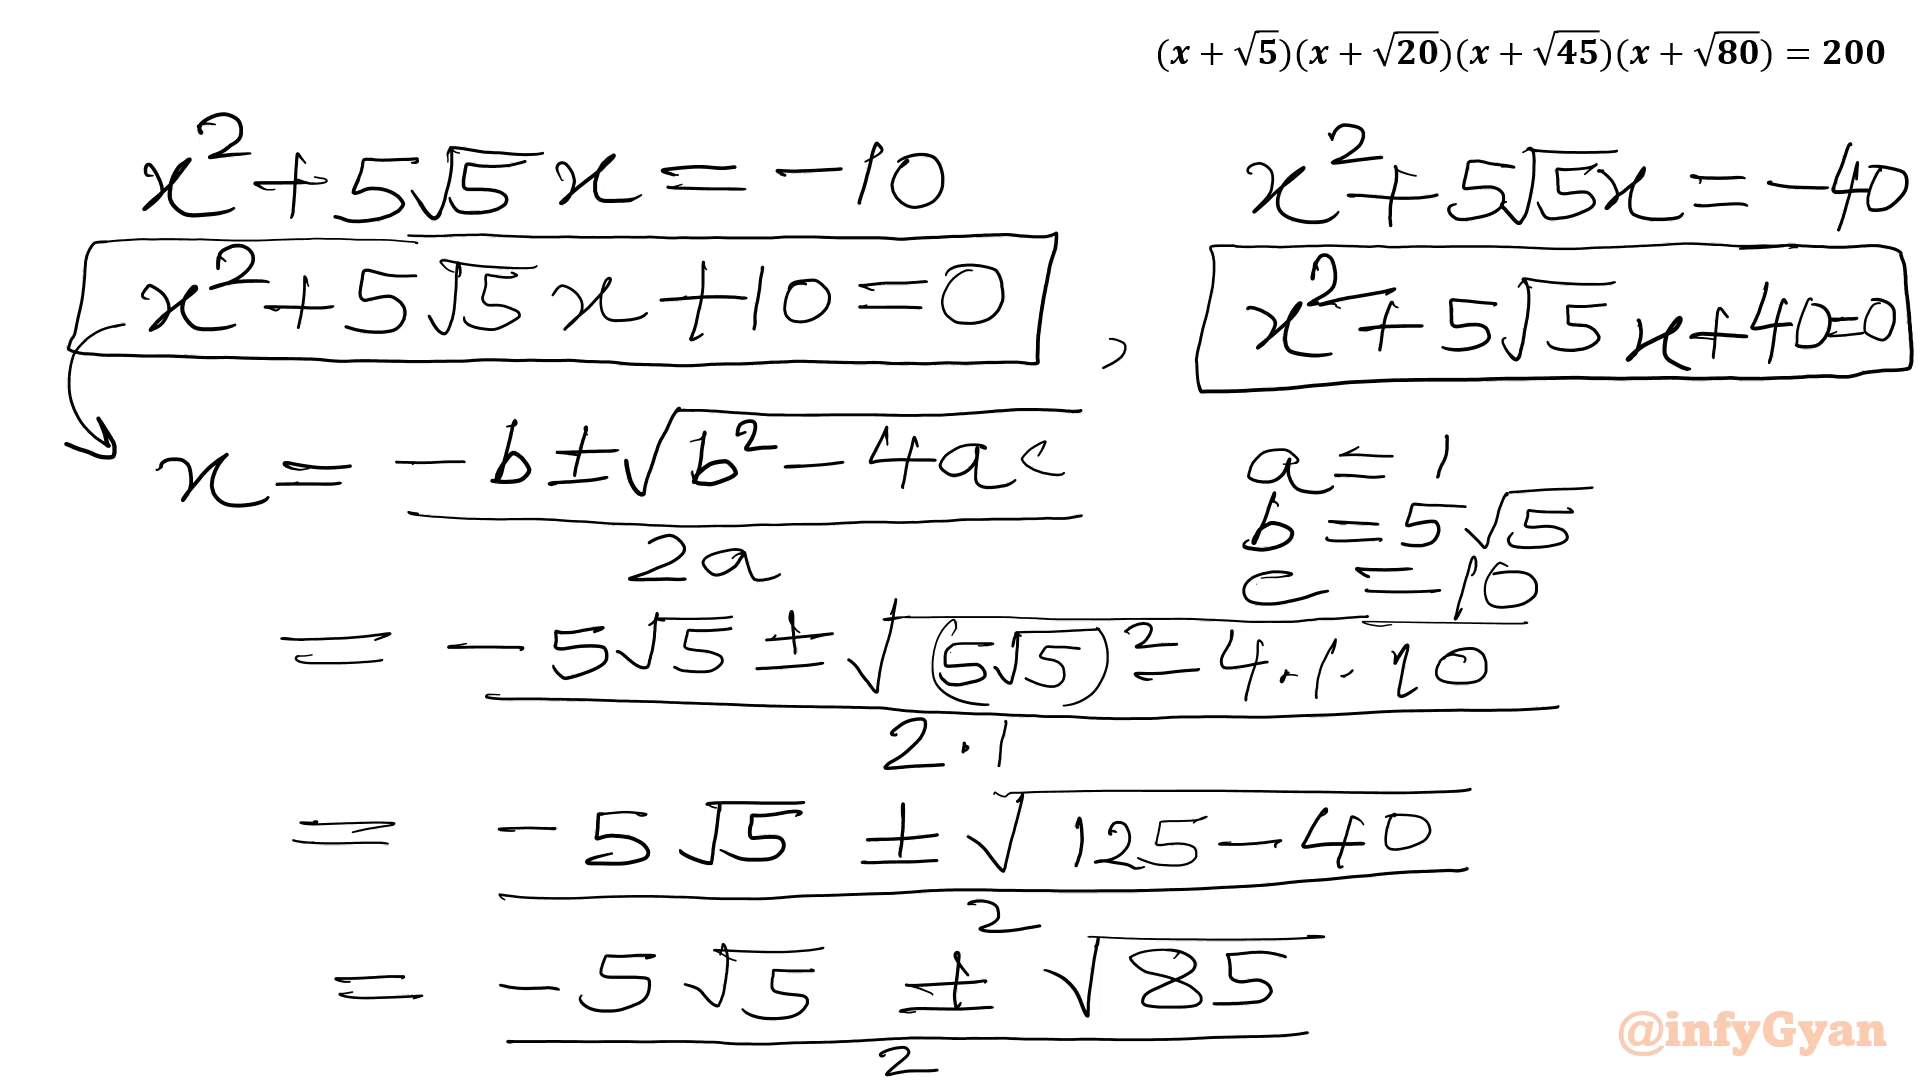 (x + √5)(x + √20)(x + √45)(x + √80) = 200
x² + 5√5 x = -10
x² + 5√5 x + 10 = 0 ,
x² + 5√5x = -40
x² + 5√5 x + 40 = 0
x = (-b ± √(b² - 4ac)) / 2a
a = 1
b = 5√5
c = 10
= (-5√5 ± √((5√5)² - 4·1·10)) / 2·1
= (-5√5 ± √(125 - 40)) / 2
= (-5√5 ± √85) / 2
@infyGyan